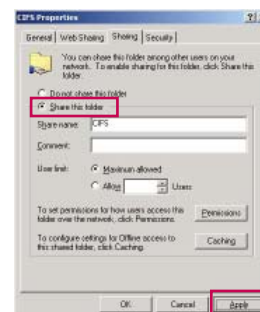 CIFS Properties
General Web Sharing Sharing Security
You can share this folder among other users on your
network. To enable sharing for this folder, click Share this
folder.
Do not share this folder
Share this folder
Share name: CIFS
Comment:
User limit: Maximum allowed
Allow Users
To set permissions for how users access this
folder over the network, click Permissions.
Permissions
To configure settings for Offline access to
this shared folder, click Caching.
Caching
OK Cancel Apply